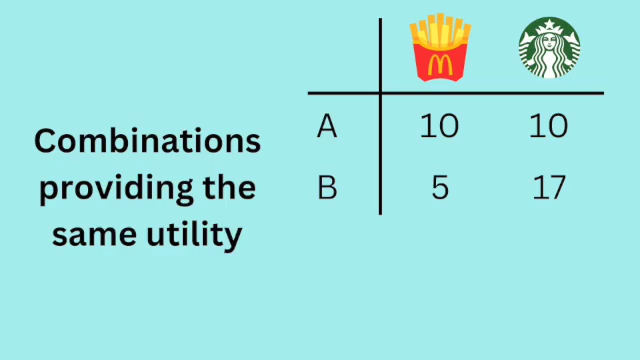 Combinations
providing the
same utility
A 10 10
B 5 17